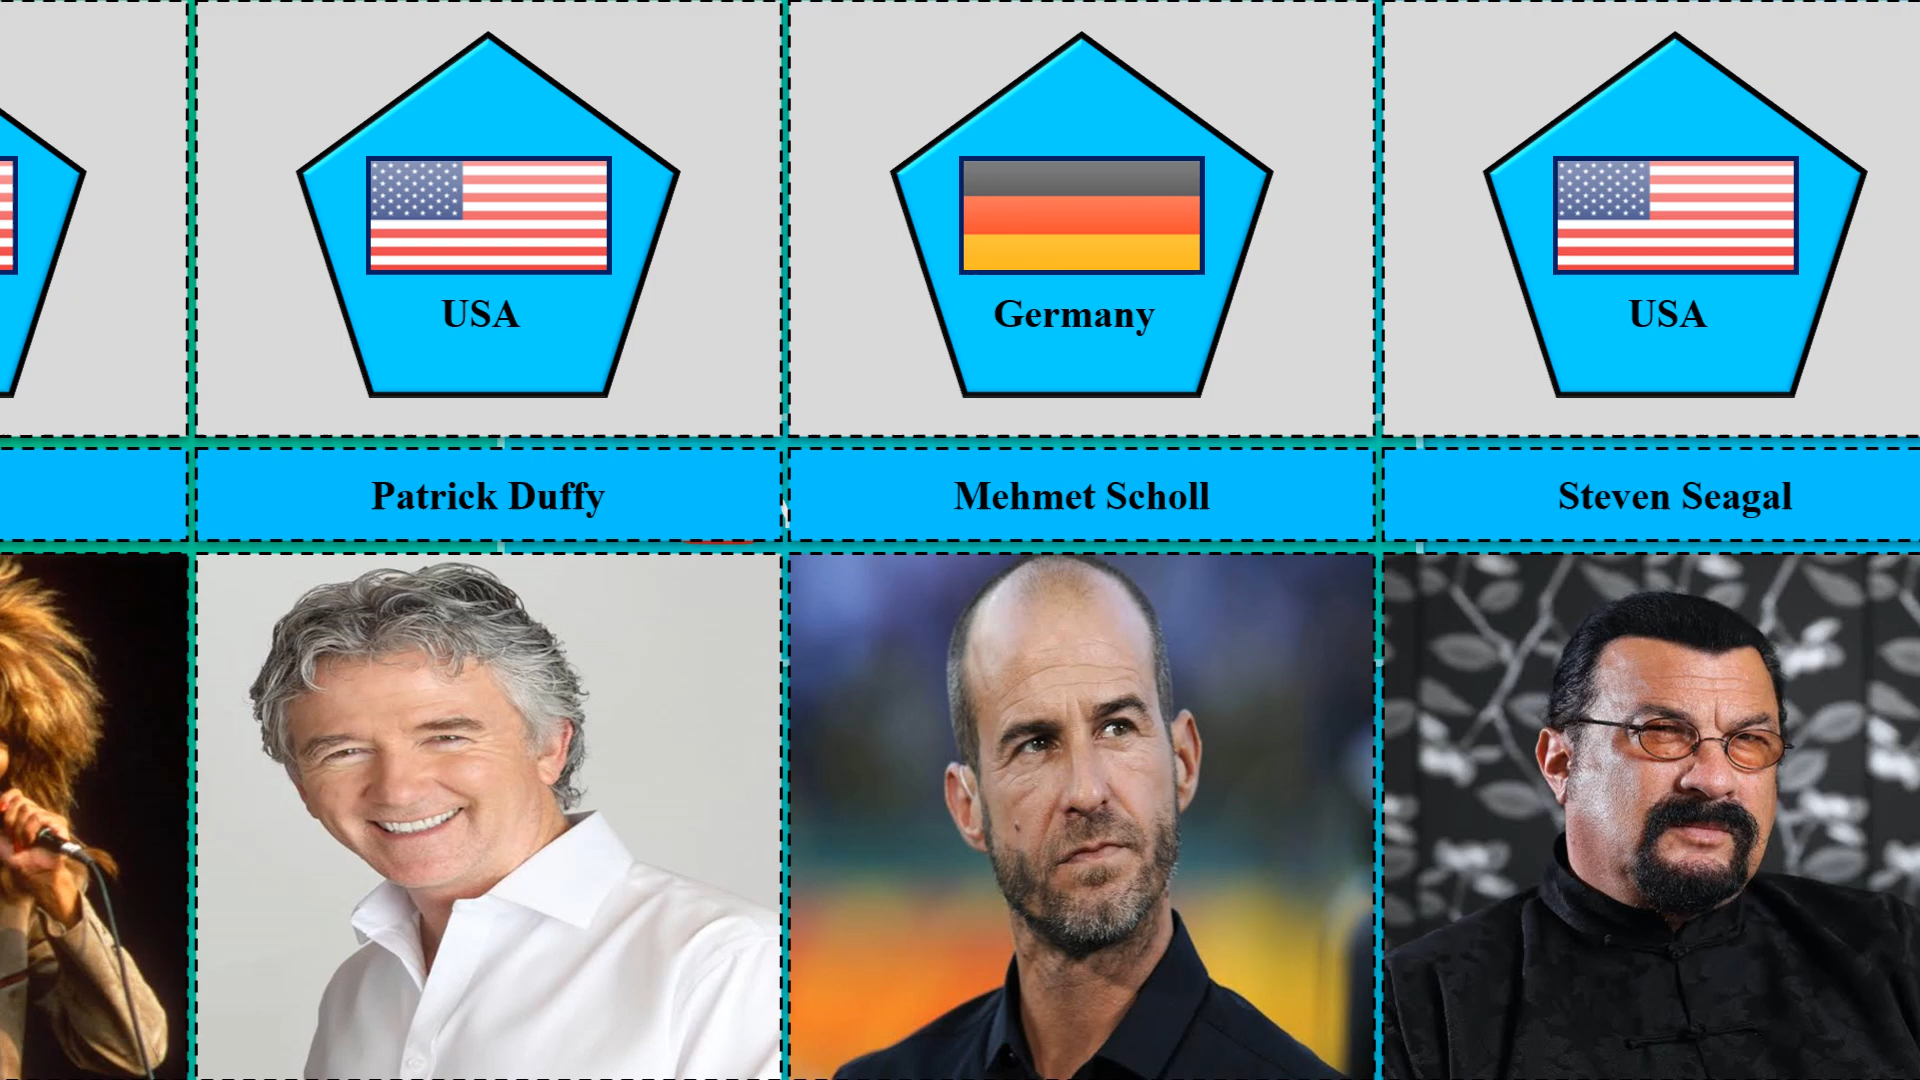 USA
Germany
USA
Patrick Duffy
Mehmet Scholl
Steven Seagal